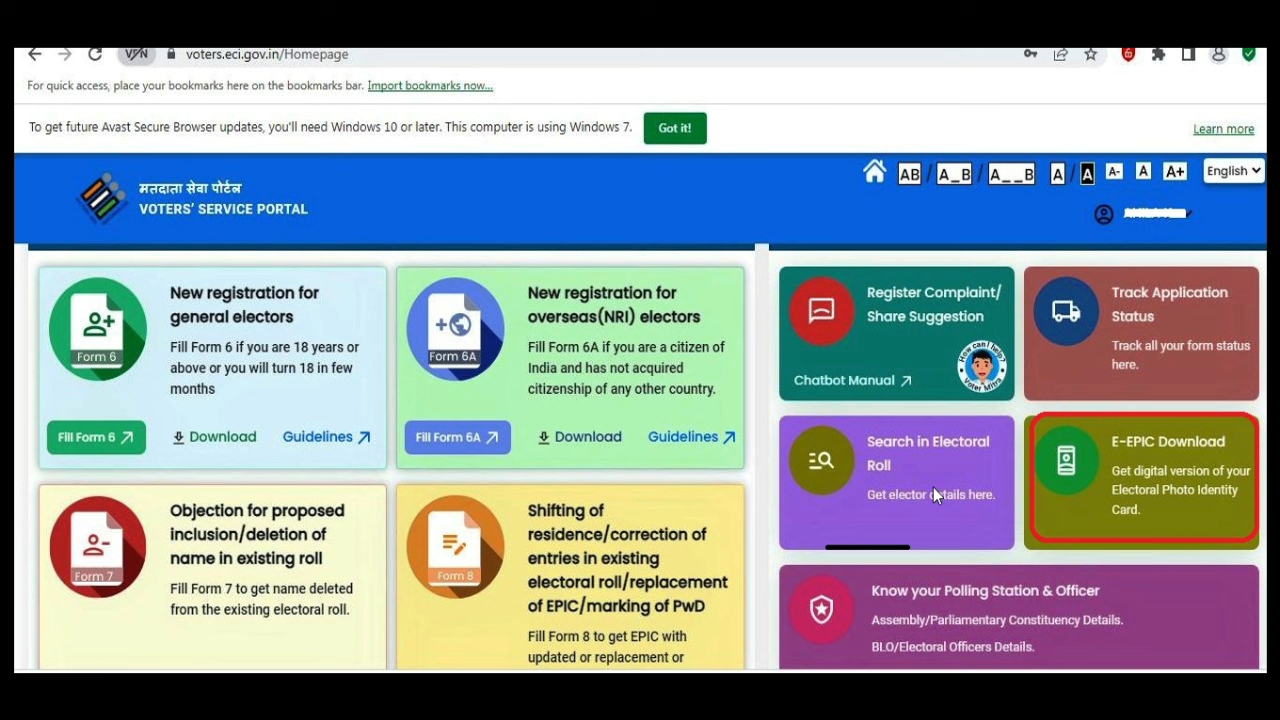 VPN voters.eci.gov.in/Homepage
6
For quick access, place your bookmarks here on the bookmarks bar. Import bookmarks now...
To get future Avast Secure Browser updates, you'll need Windows 10 or later. This computer is using Windows 7. Got it! Learn more
मतदाता सेवा पोर्टल
VOTERS' SERVICE PORTAL
AB / A_B / A__B A / A A- A A+ English
New registration for
general electors
Fill Form 6 if you are 18 years or
above or you will turn 18 in few
months
Form 6
Fill Form 6 Download Guidelines
New registration for
overseas(NRI) electors
Fill Form 6A if you are a citizen of
India and has not acquired
citizenship of any other country.
Form 6A
Fill Form 6A Download Guidelines
Register Complaint/
Share Suggestion
Chatbot Manual
How can I help?
Voter Mitra
Track Application
Status
Track all your form status
here.
Search in Electoral
Roll
Get elector details here.
E-EPIC Download
Get digital version of your
Electoral Photo Identity
Card.
Objection for proposed
inclusion/deletion of
name in existing roll
Fill Form 7 to get name deleted
from the existing electoral roll.
Form 7
Shifting of
residence/correction of
entries in existing
electoral roll/replacement
of EPIC/marking of PwD
Fill Form 8 to get EPIC with
updated or replacement or
Form 8
Know your Polling Station & Officer
Assembly/Parliamentary Constituency Details.
BLO/Electoral Officers Details.